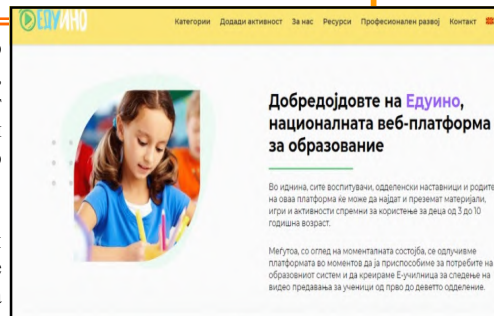 ЕДУИНО
Категории Додади активност За нас Ресурси Професионален развој Контакт
Добредојдовте на Едуино,
националната веб-платформа
за образование
Во иднина, сите воспитувачи, одделенски наставници и родите
на оваа платформа ќе може да најдат и преземат материјали,
игри и активности спремни за користење за деца од 3 до 10
годишна возраст.
Меѓутоа, со оглед на моменталната состојба, се одлучивме
платформата во моментов да ја приспособиме за потребите на
образовниот систем и да креираме Е-училница за следење на
видео предавања за ученици од прво до деветто одделение.